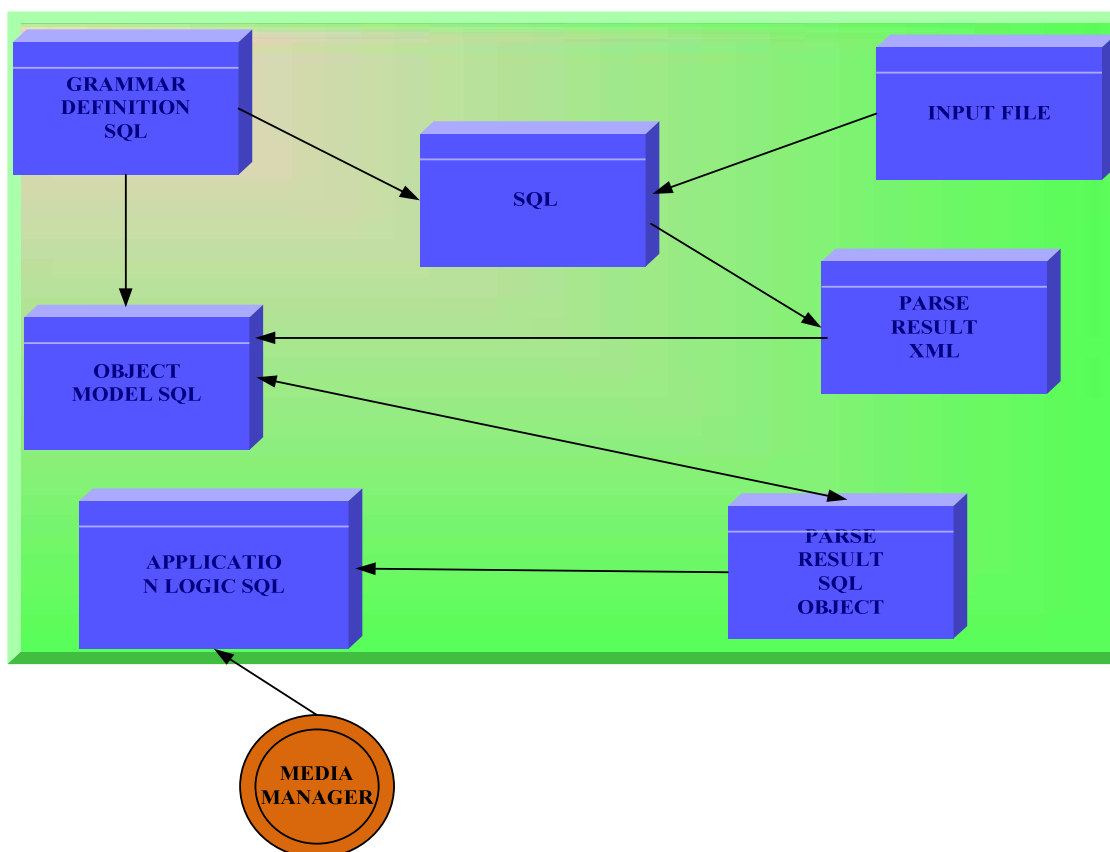 GRAMMAR
DEFINITION
SQL
INPUT FILE
SQL
PARSE
RESULT
XML
OBJECT
MODEL SQL
APPLICATIO
N LOGIC SQL
PARSE
RESULT
SQL
OBJECT
MEDIA
MANAGER